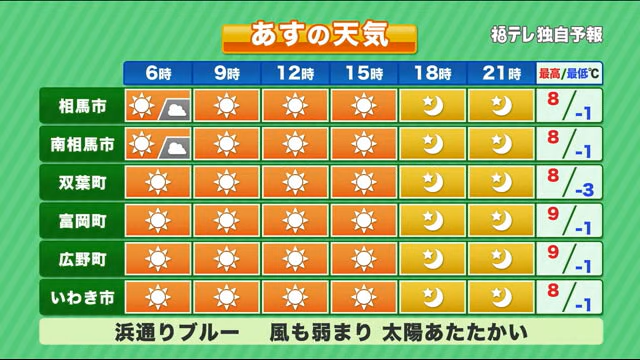 あすの天気
福テレ独自予報
6時 9時 12時 15時 18時 21時 最高/最低℃
相馬市 8/-1
南相馬市 8/-1
双葉町 8/-3
富岡町 9/-1
広野町 9/-1
いわき市 8/-1
浜通りブルー 風も弱まり 太陽あたたかい